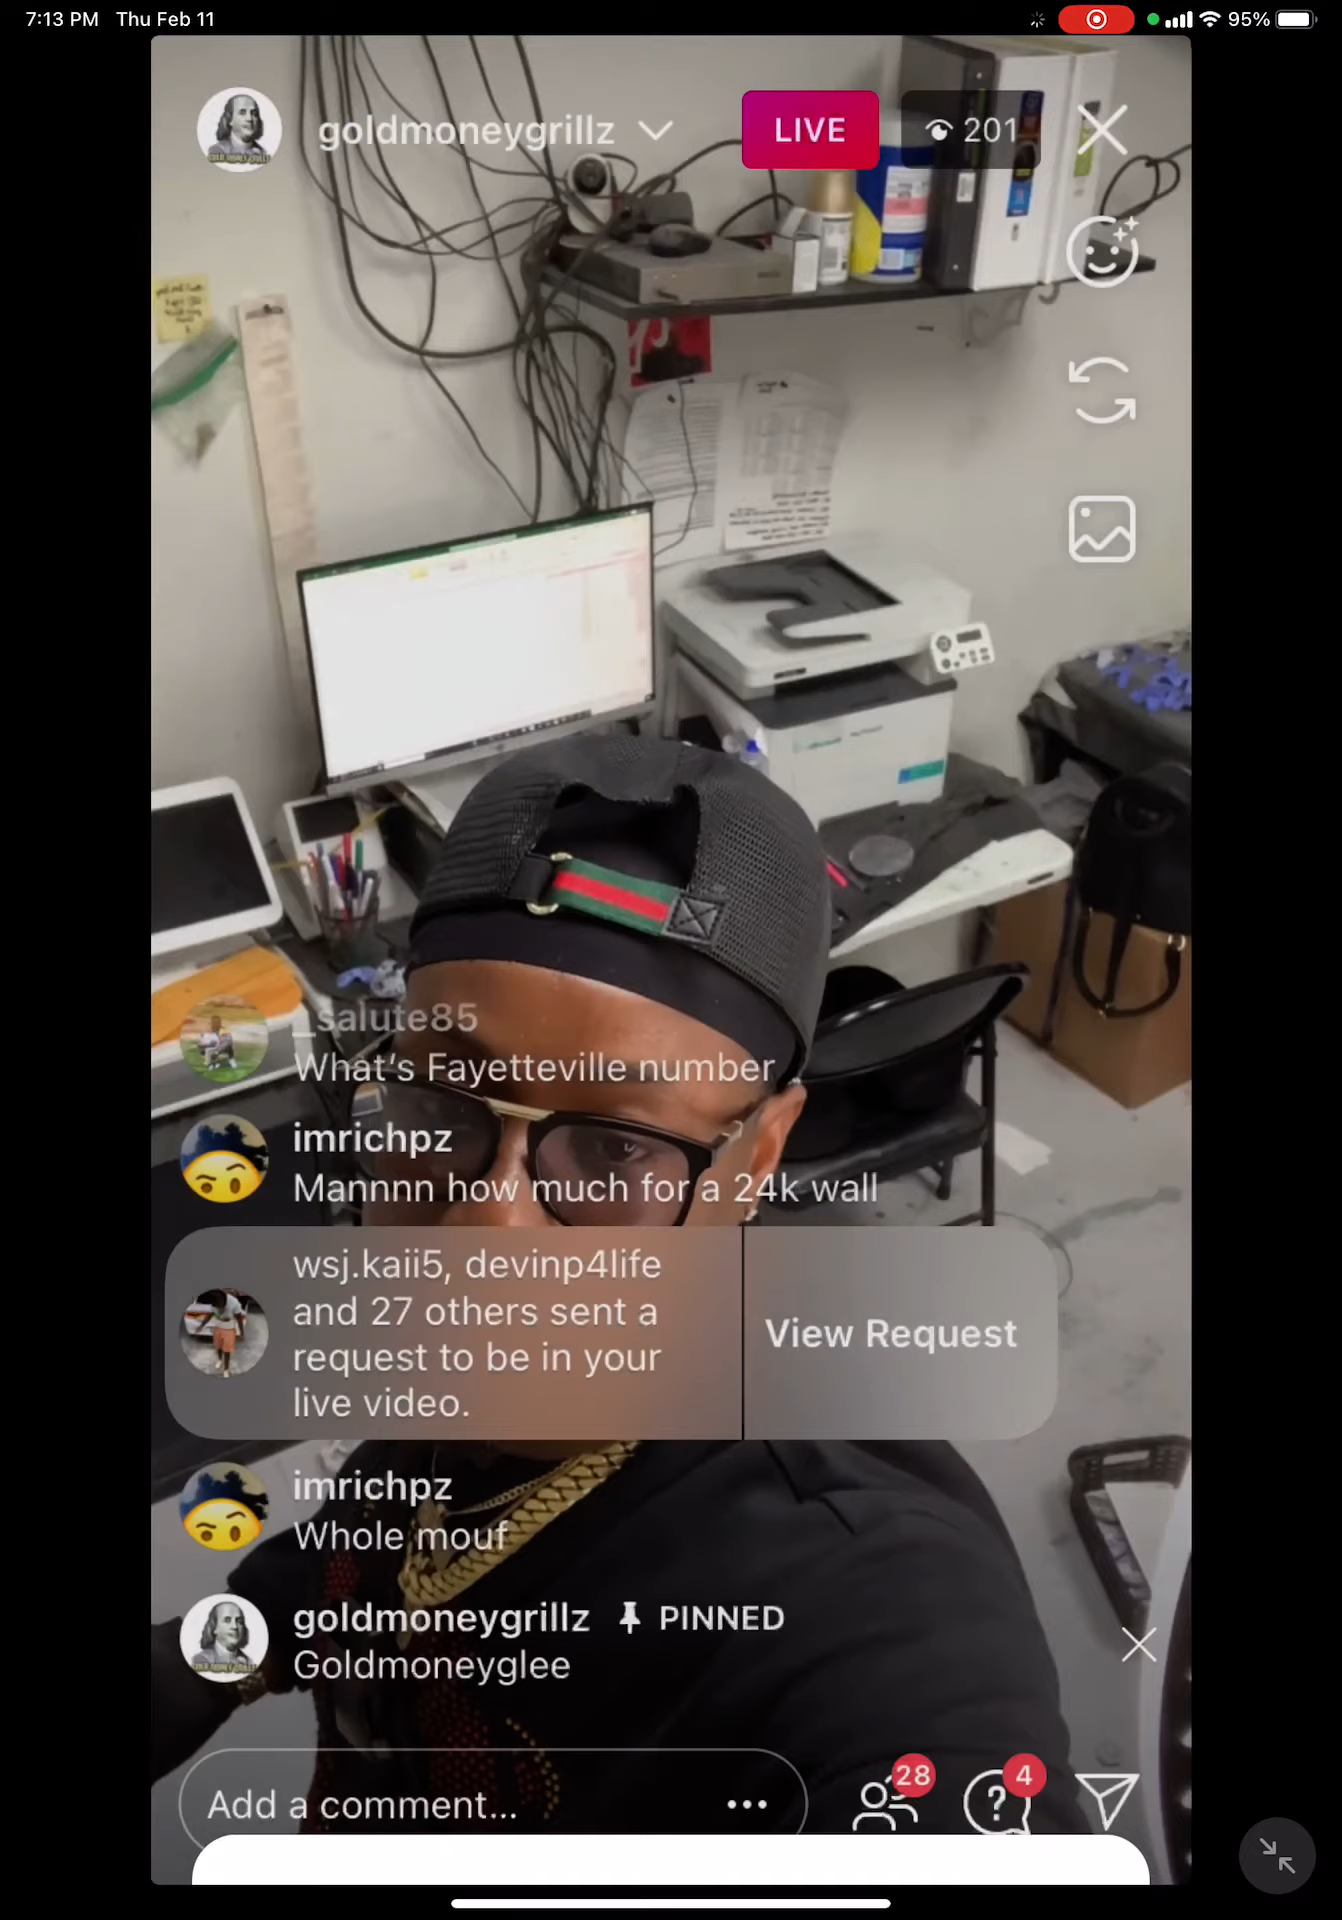 7:13 PM Thu Feb 11
95%
goldmoneygrillz
LIVE
201
_salute85
What's Fayetteville number
imrichpz
Mannnn how much for a 24k wall
wsj.kaii5, devinp4life
and 27 others sent a
request to be in your
live video.
View Request
imrichpz
Whole mouf
goldmoneygrillz PINNED
Goldmoneyglee
28
4
Add a comment...